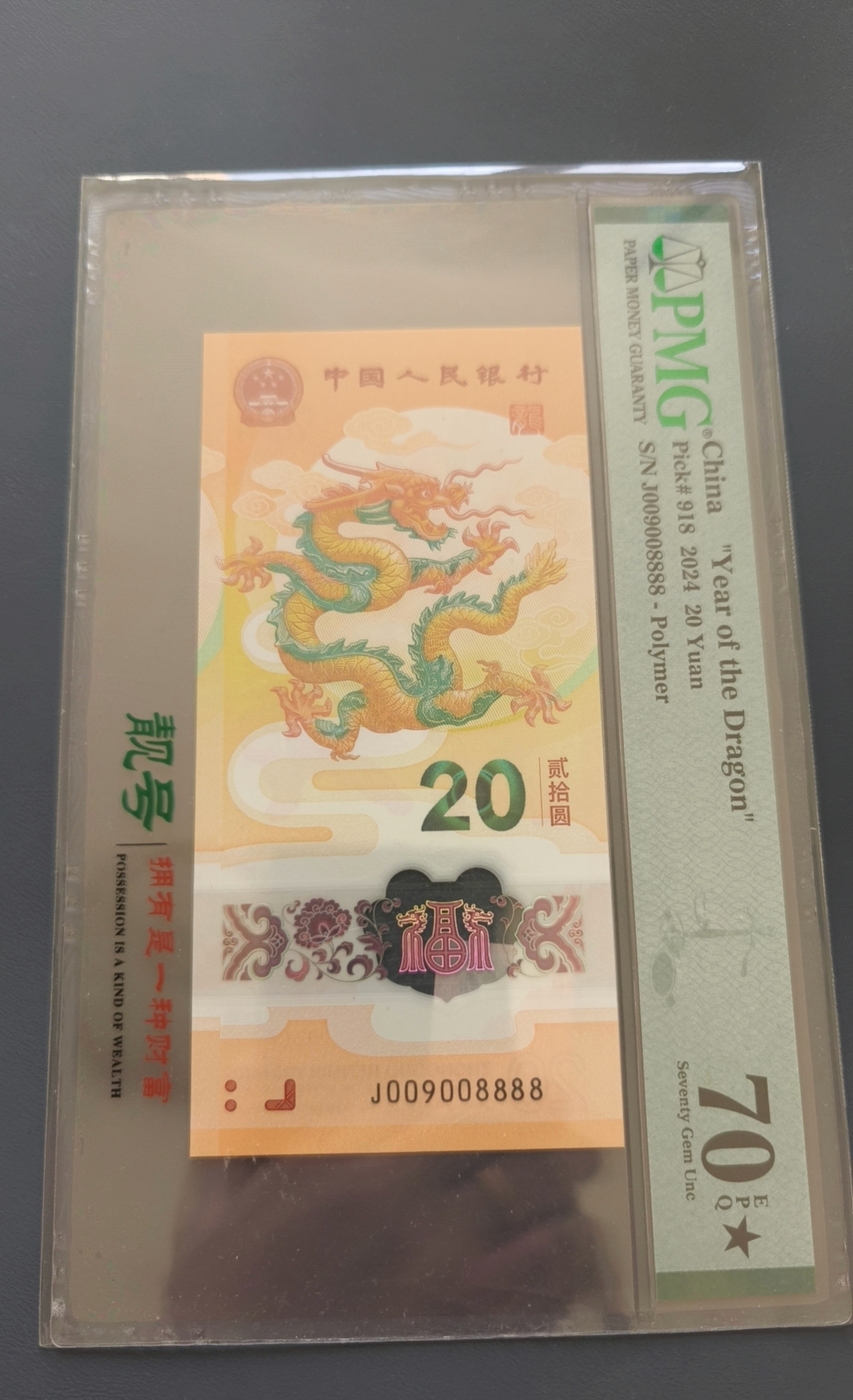 中国人民银行
20
贰拾圆
J009008888
PMG
®
PAPER MONEY GUARANTY
China "Year of the Dragon"
Pick# 918 2024 20 Yuan
S/N J009008888 - Polymer
70
EPQ
★
Seventy Gem Unc
靓号
拥有是一种财富
POSSESSION IS A KIND OF WEALTH